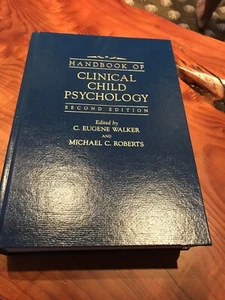 HANDBOOK OF
CLINICAL
CHILD
PSYCHOLOGY
SECOND EDITION
Edited by
C. EUGENE WALKER
AND
MICHAEL C. ROBERTS